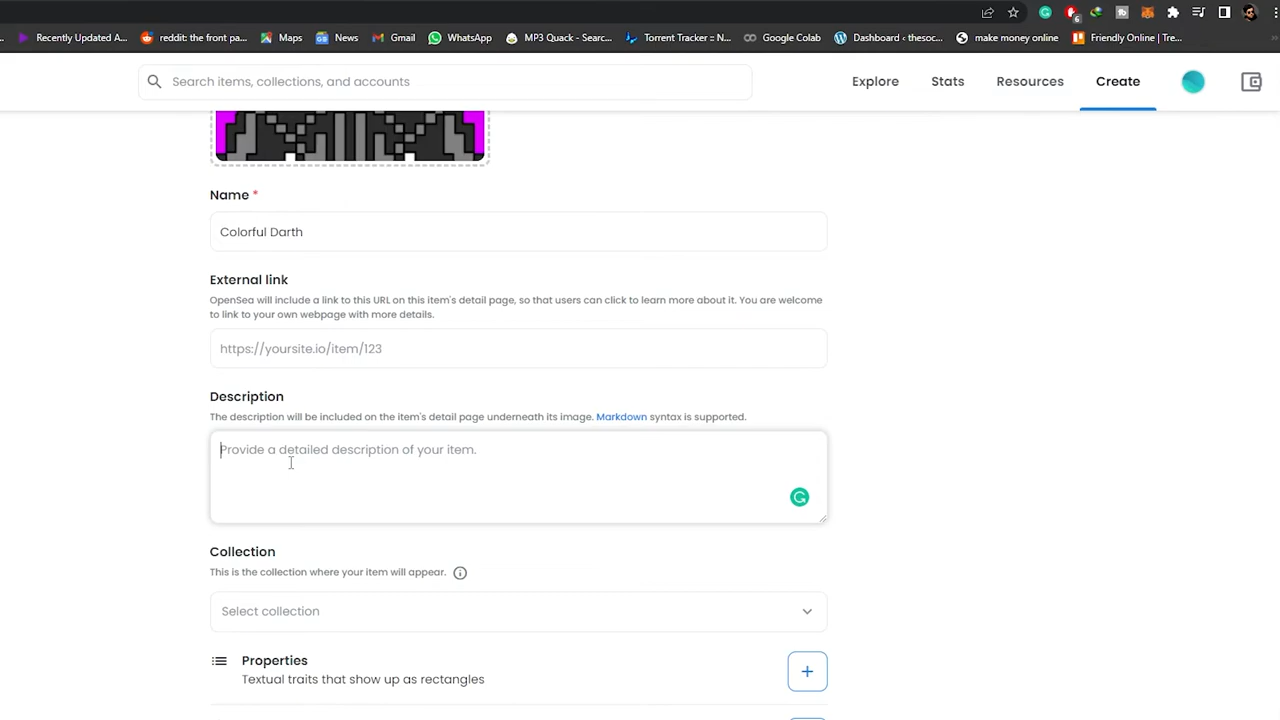 6
... Recently Updated A... reddit: the front pa... Maps News Gmail WhatsApp MP3 Quack - Searc... Torrent Tracker :: N... Google Colab Dashboard ‹ thesoc... make money online Friendly Online | Tre...
Search items, collections, and accounts Explore Stats Resources Create
Name *
Colorful Darth
External link
OpenSea will include a link to this URL on this item's detail page, so that users can click to learn more about it. You are welcome
to link to your own webpage with more details.
https://yoursite.io/item/123
Description
The description will be included on the item's detail page underneath its image. Markdown syntax is supported.
Provide a detailed description of your item.
Collection
This is the collection where your item will appear.
Select collection
Properties
Textual traits that show up as rectangles